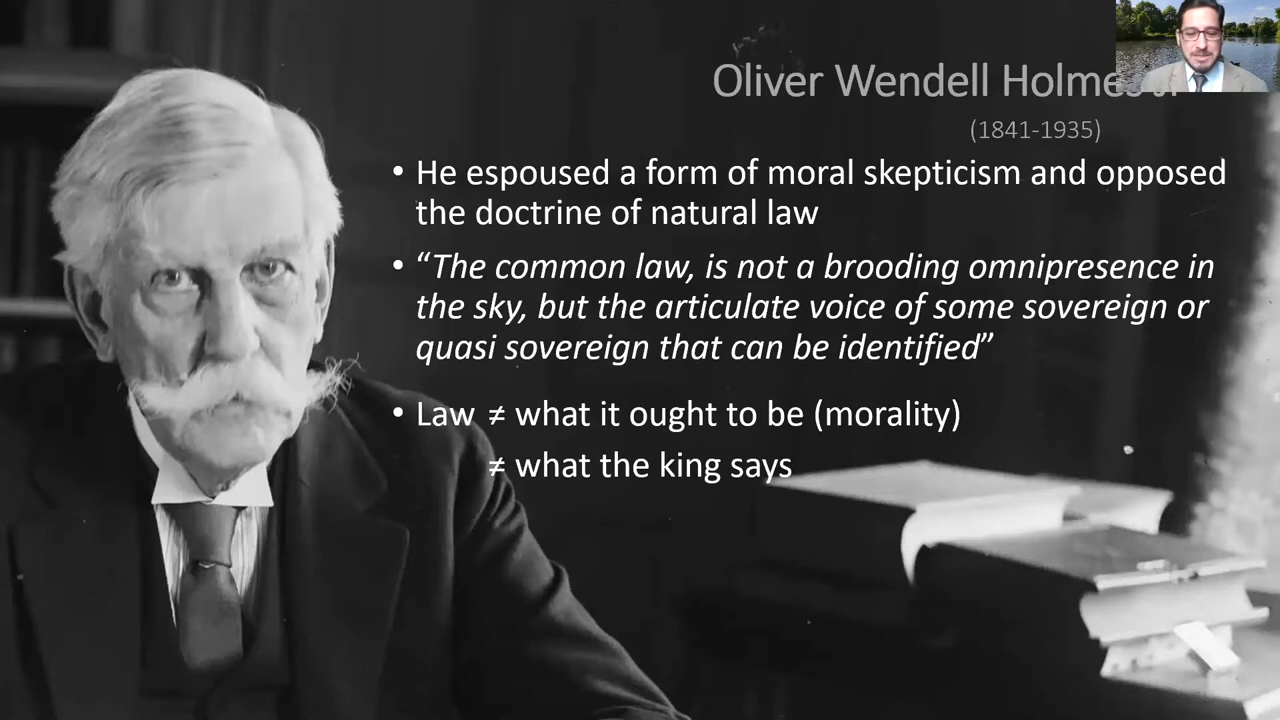 Oliver Wendell Holmes Jr
(1841-1935)
• He espoused a form of moral skepticism and opposed
the doctrine of natural law
• “The common law, is not a brooding omnipresence in
the sky, but the articulate voice of some sovereign or
quasi sovereign that can be identified”
• Law ≠ what it ought to be (morality)
≠ what the king says